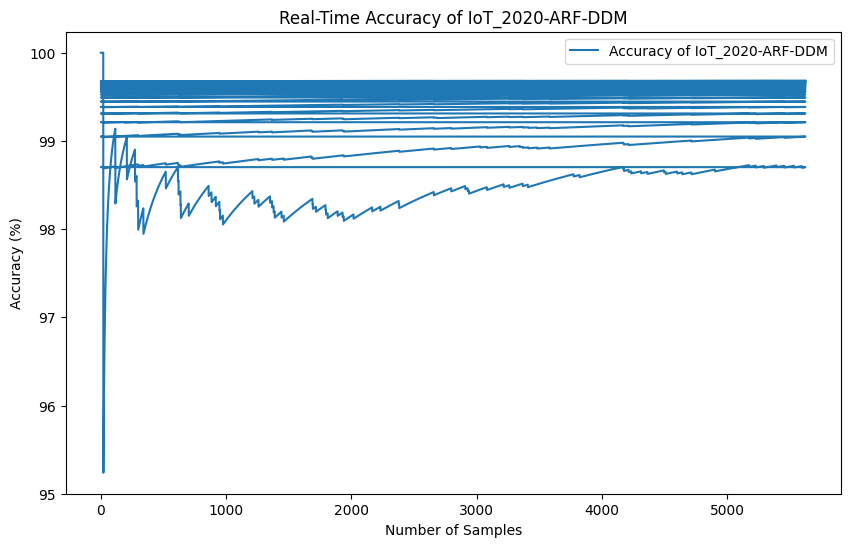 Real-Time Accuracy of IoT_2020-ARF-DDM
Accuracy of IoT_2020-ARF-DDM
100
99
98
97
96
95
Accuracy (%)
0 1000 2000 3000 4000 5000
Number of Samples